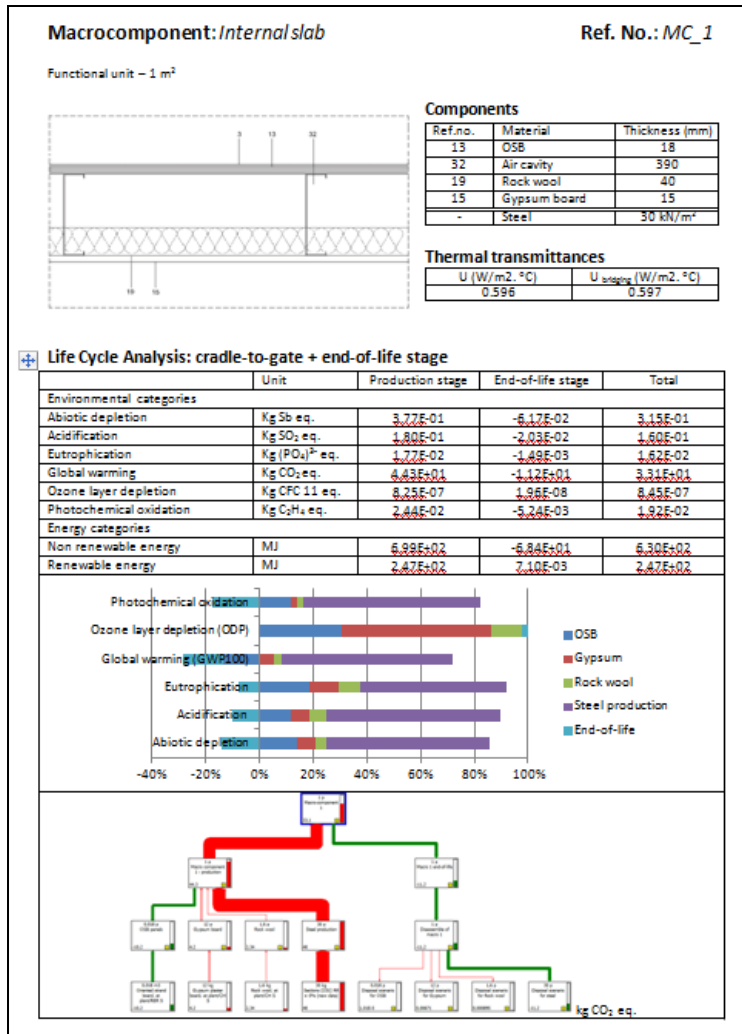 Macrocomponent: Internal slab Ref. No.: MC_1
Functional unit – 1 m²
3 13 32
19 15
Components
Ref.no. Material Thickness (mm)
13 OSB 18
32 Air cavity 390
19 Rock wool 40
15 Gypsum board 15
- Steel 30 kN/m²
Thermal transmittances
U (W/m2. °C) U bridging (W/m2. °C)
0.596 0.597
Life Cycle Analysis: cradle-to-gate + end-of-life stage
Unit Production stage End-of-life stage Total
Environmental categories
Abiotic depletion Kg Sb eq. 3.77E-01 -6.17E-02 3.15E-01
Acidification Kg SO₂ eq. 1.80E-01 -2.03E-02 1.60E-01
Eutrophication Kg (PO₄)³⁻ eq. 1.77E-02 -1.49E-03 1.62E-02
Global warming Kg CO₂ eq. 4.43E+01 -1.12E+01 3.31E+01
Ozone layer depletion Kg CFC 11 eq. 8.25E-07 1.96E-08 8.45E-07
Photochemical oxidation Kg C₂H₄ eq. 2.44E-02 -5.24E-03 1.92E-02
Energy categories
Non renewable energy MJ 6.99E+02 -6.84E+01 6.30E+02
Renewable energy MJ 2.47E+02 7.10E-03 2.47E+02
Photochemical oxidation
Ozone layer depletion (ODP)
Global warming (GWP100)
Eutrophication
Acidification
Abiotic depletion
-40% -20% 0% 20% 40% 60% 80% 100%
OSB
Gypsum
Rock wool
Steel production
End-of-life
kg CO₂ eq.